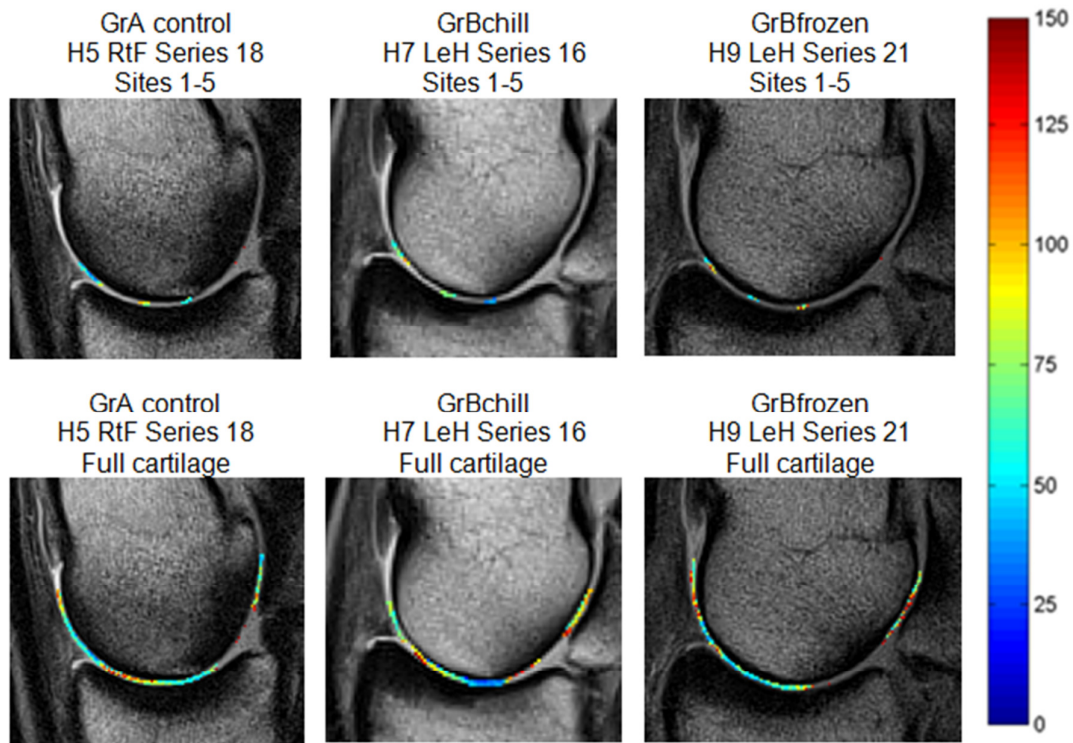 GrA control
H5 RtF Series 18
Sites 1-5
GrBchill
H7 LeH Series 16
Sites 1-5
GrBfrozen
H9 LeH Series 21
Sites 1-5
GrA control
H5 RtF Series 18
Full cartilage
GrBchill
H7 LeH Series 16
Full cartilage
GrBfrozen
H9 LeH Series 21
Full cartilage
150
125
100
75
50
25
0